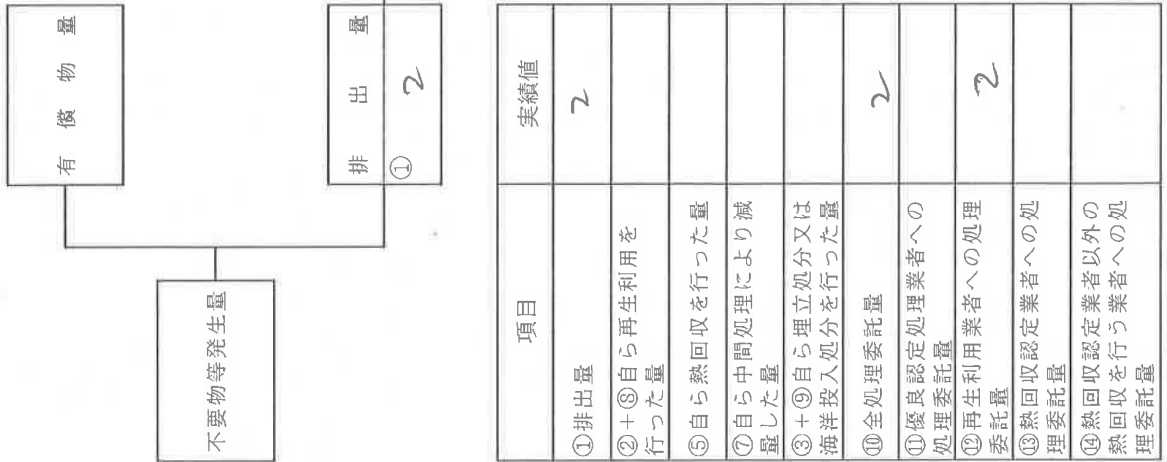 不要物等発生量
有償物量
排出量
①
2
項目
実績値
①排出量
2
②+⑧自ら再生利用を
行った量
⑤自ら熱回収を行った量
⑦自ら中間処理により減
量した量
③+⑨自ら埋立処分又は
海洋投入処分を行った量
⑩全処理委託量
2
⑪優良認定処理業者への
処理委託量
⑫再生利用業者への処理
委託量
2
⑬熱回収認定業者への処
理委託量
⑭熱回収認定業者以外の
熱回収を行う業者への処
理委託量